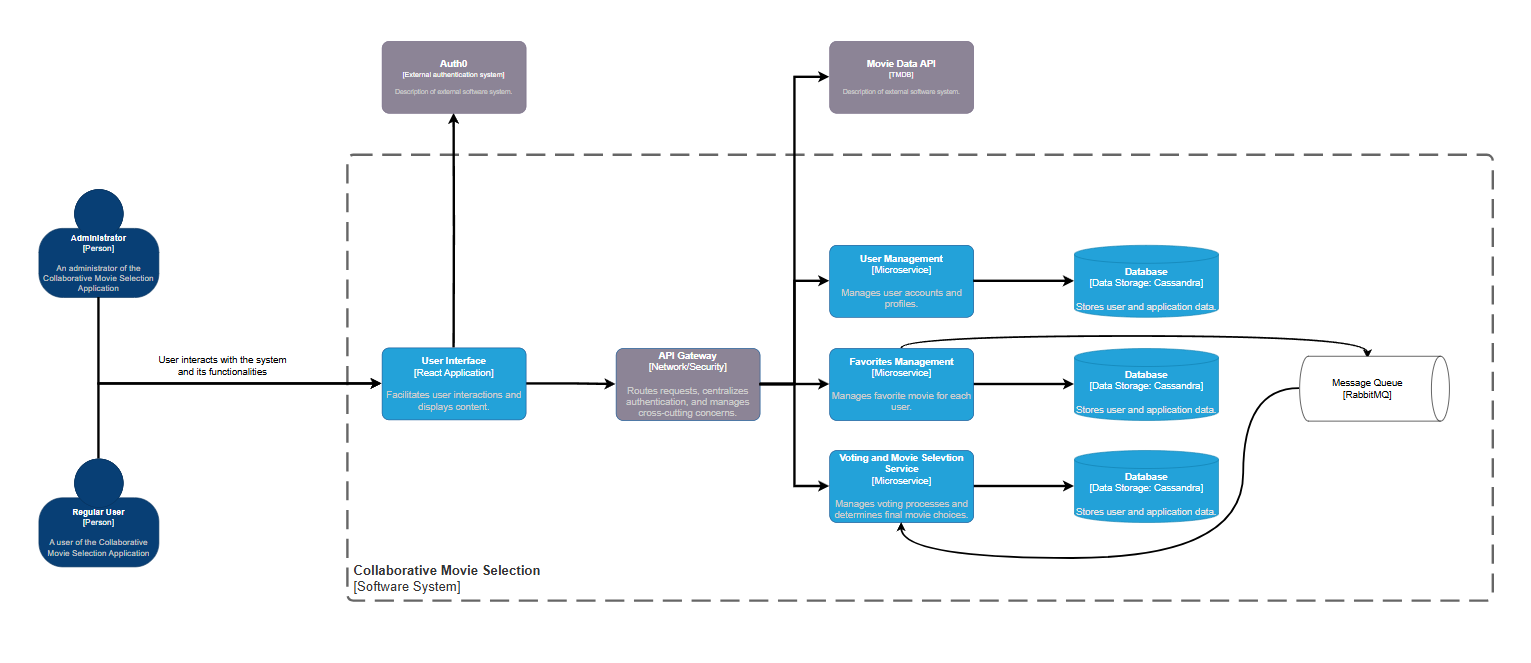 Auth0
[External authentication system]
Description of external software system.
Movie Data API
[TMDB]
Description of external software system.
Administrator
[Person]
An administrator of the
Collaborative Movie Selection
Application
User interacts with the system
and its functionalities
Regular User
[Person]
A user of the Collaborative
Movie Selection Application
User Interface
[React Application]
Facilitates user interactions and
displays content.
API Gateway
[Network/Security]
Routes requests, centralizes
authentication, and manages
cross-cutting concerns.
User Management
[Microservice]
Manages user accounts and
profiles.
Database
[Data Storage: Cassandra]
Stores user and application data.
Favorites Management
[Microservice]
Manages favorite movie for each
user.
Database
[Data Storage: Cassandra]
Stores user and application data.
Message Queue
[RabbitMQ]
Voting and Movie Selevtion
Service
[Microservice]
Manages voting processes and
determines final movie choices.
Database
[Data Storage: Cassandra]
Stores user and application data.
Collaborative Movie Selection
[Software System]